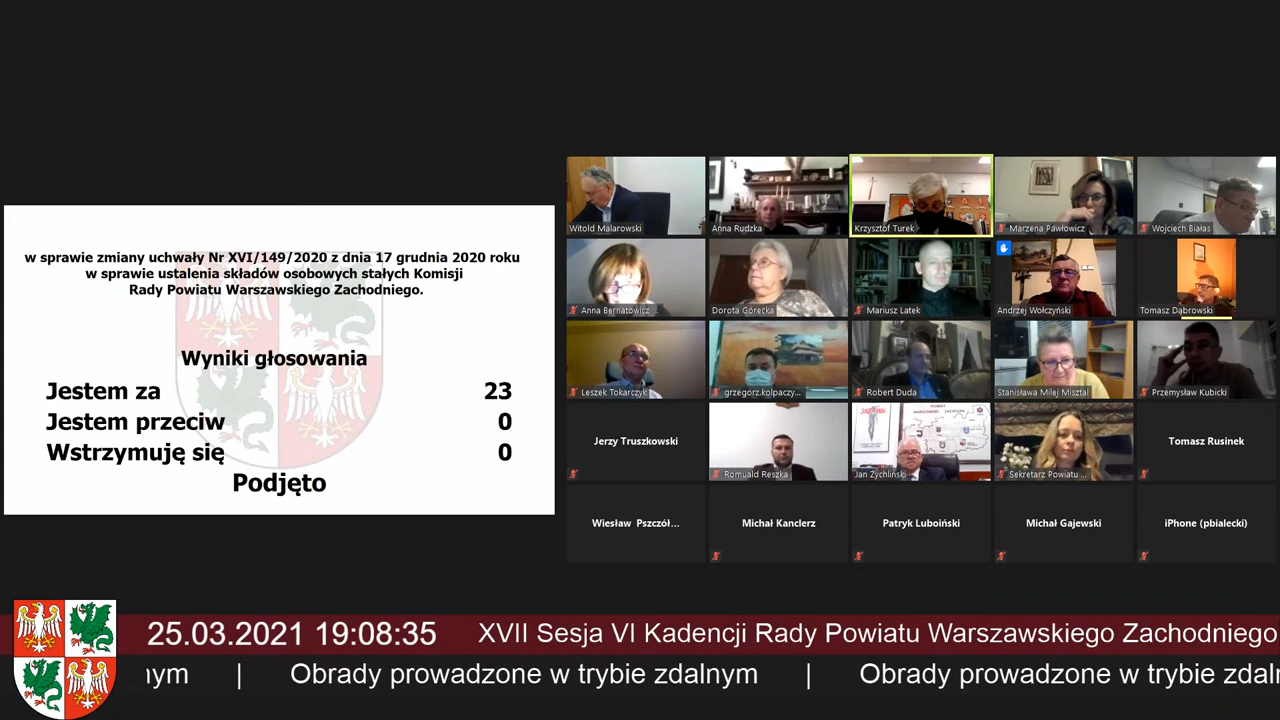 w sprawie zmiany uchwały Nr XVI/149/2020 z dnia 17 grudnia 2020 roku
w sprawie ustalenia składów osobowych stałych Komisji
Rady Powiatu Warszawskiego Zachodniego.
Wyniki głosowania
Jestem za 23
Jestem przeciw 0
Wstrzymuję się 0
Podjęto
Witold Malarowski
Anna Rudzka
Krzysztof Turek
Marzena Pawłowicz
Wojciech Białas
Anna Bernatowicz ...
Dorota Górecka
Mariusz Latek
Andrzej Wołczyński
Tomasz Dąbrowski
Leszek Tokarczyk
grzegorz.kolpaczy...
Robert Duda
Stanisława Milej Misztal
Przemysław Kubicki
Jerzy Truszkowski
Romuald Reszka
Jan Żychliński
Sekretarz Powiatu ...
Tomasz Rusinek
Wiesław Pszczół...
Michał Kanclerz
Patryk Luboiński
Michał Gajewski
iPhone (pbialecki)
25.03.2021 19:08:35 XVII Sesja VI Kadencji Rady Powiatu Warszawskiego Zachodniego
nym | Obrady prowadzone w trybie zdalnym | Obrady prowadzone w trybie zdaln